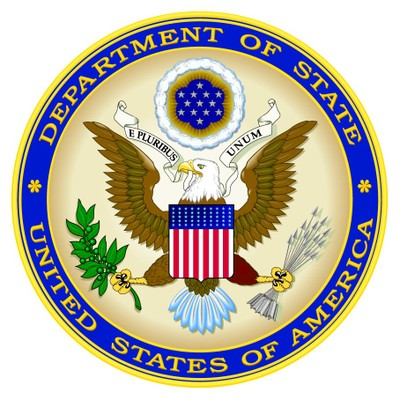 DEPARTMENT OF STATE
E PLURIBUS UNUM
UNITED STATES OF AMERICA